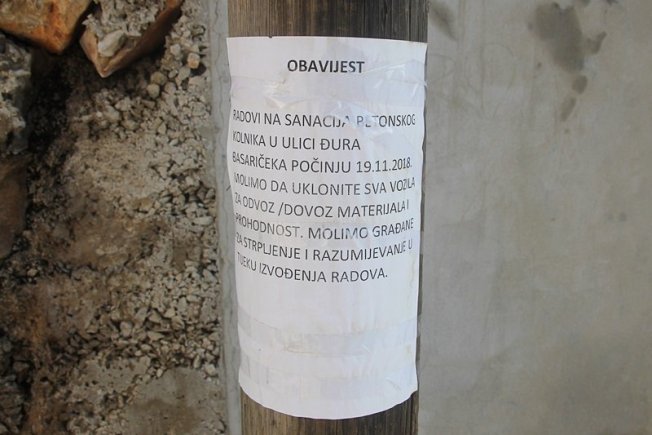 OBAVIJEST
RADOVI NA SANACIJA BETONSKOG
KOLNIKA U ULICI ĐURA
BASARIČEKA POČINJU 19.11.2018.
MOLIMO DA UKLONITE SVA VOZILA
ZA ODVOZ /DOVOZ MATERIJALA I
PROHODNOST. MOLIMO GRAĐANE
ZA STRPLJENJE I RAZUMIJEVANJE U
TIJEKU IZVOĐENJA RADOVA.